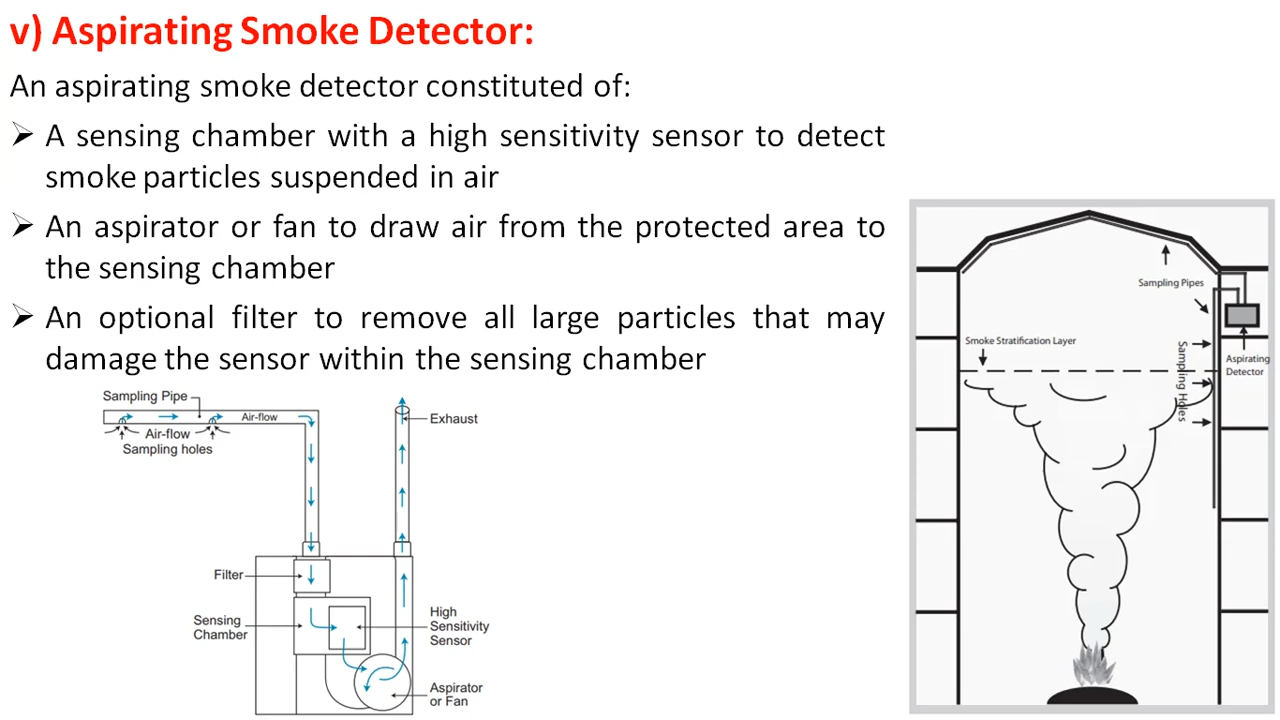 v) Aspirating Smoke Detector:
An aspirating smoke detector constituted of:
➢ A sensing chamber with a high sensitivity sensor to detect
smoke particles suspended in air
➢ An aspirator or fan to draw air from the protected area to
the sensing chamber
➢ An optional filter to remove all large particles that may
damage the sensor within the sensing chamber
Sampling Pipe
Air-flow
Air-flow
Sampling holes
Exhaust
Filter
Sensing
Chamber
High
Sensitivity
Sensor
Aspirator
or Fan
Sampling Pipes
Smoke Stratification Layer
Sampling Holes
Aspirating
Detector